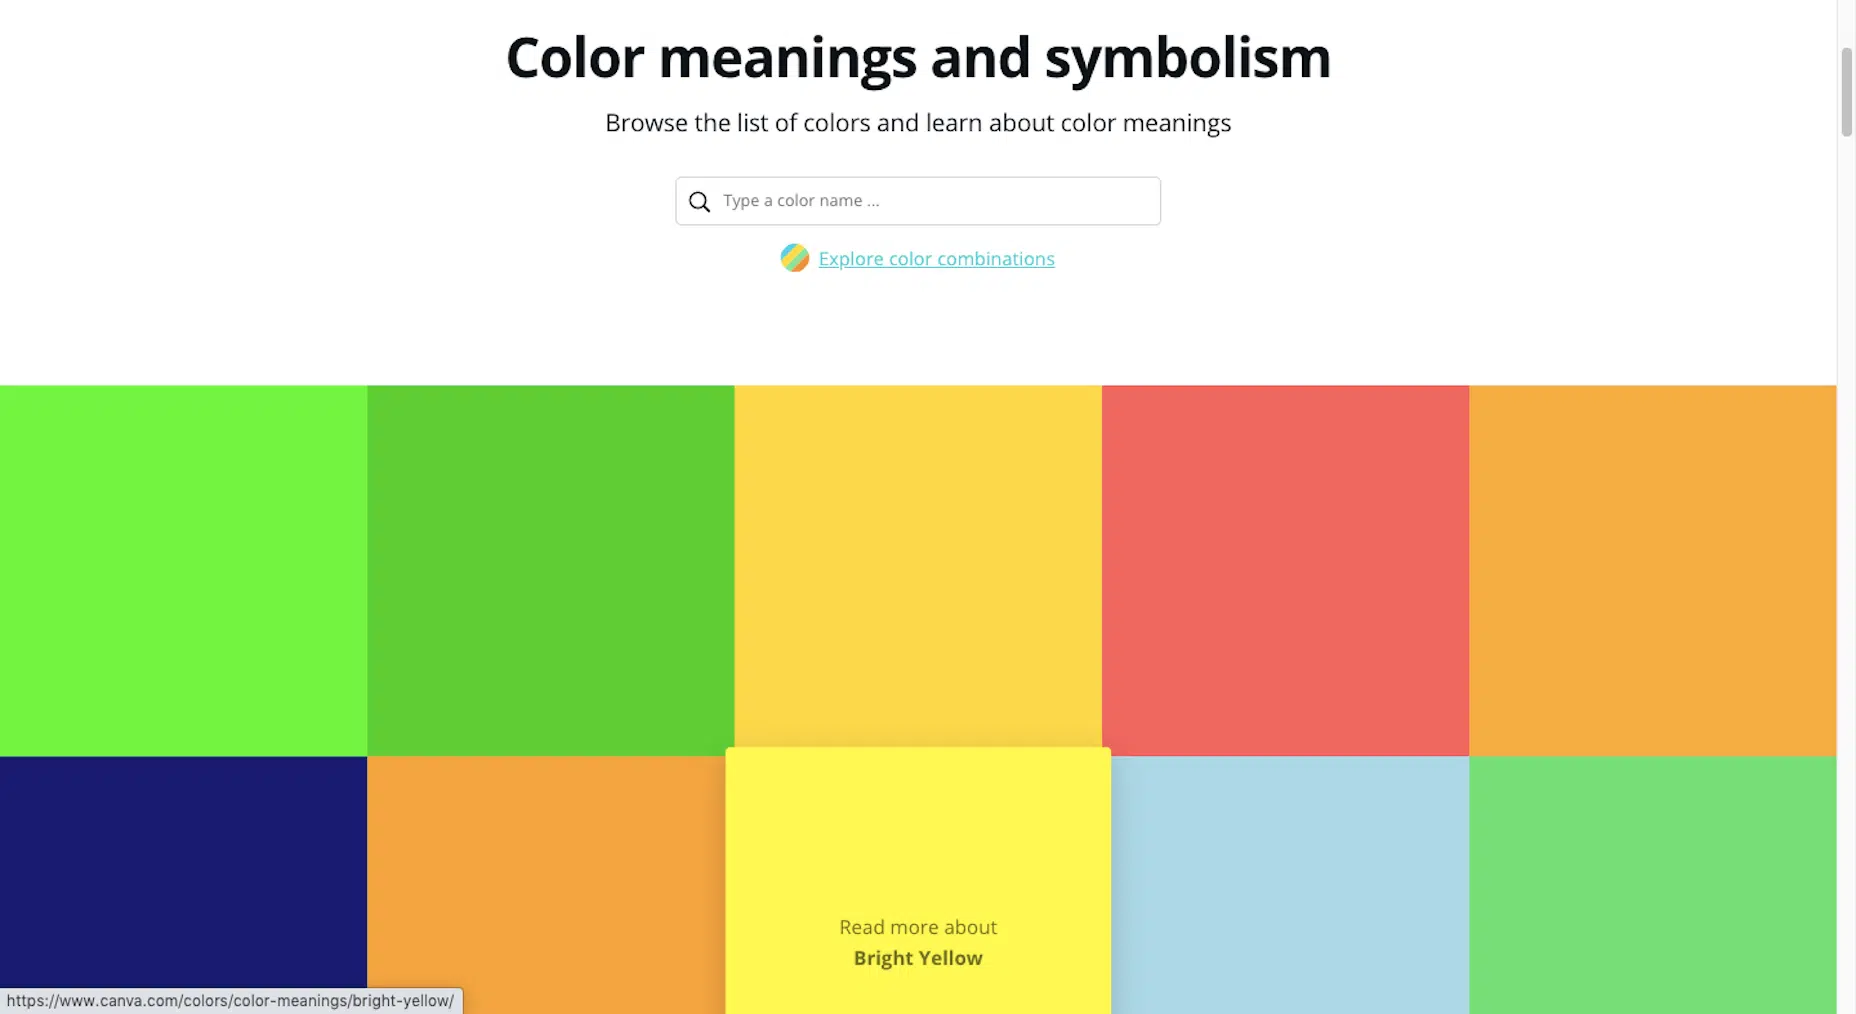 Color meanings and symbolism
Browse the list of colors and learn about color meanings
Type a color name ...
Explore color combinations
Read more about
Bright Yellow
https://www.canva.com/colors/color-meanings/bright-yellow/